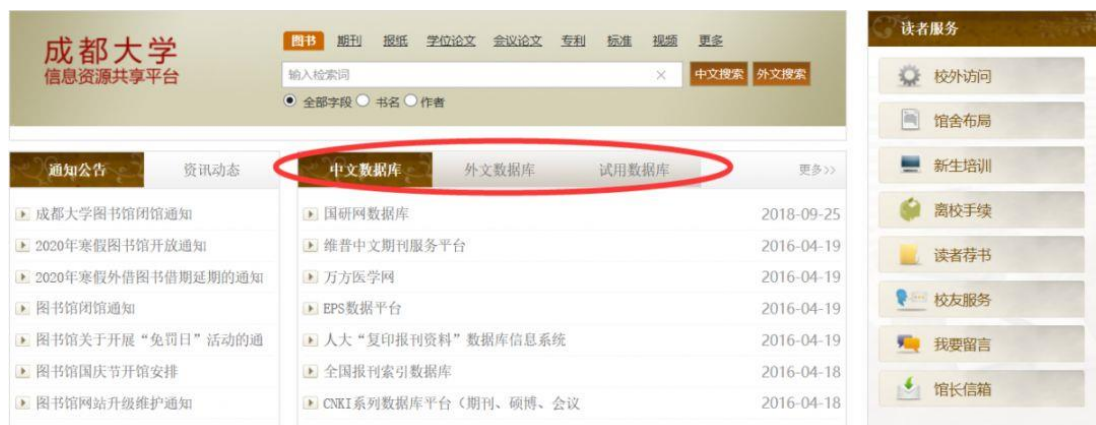 成都大学
信息资源共享平台
图书 期刊 报纸 学位论文 会议论文 专利 标准 视频 更多
输入检索词
中文搜索 外文搜索
全部字段 书名 作者
通知公告 资讯动态
成都大学图书馆闭馆通知
2020年寒假图书馆开放通知
2020年寒假外借图书借期延期的通知
图书馆闭馆通知
图书馆关于开展“免罚日”活动的通
图书馆国庆节开馆安排
图书馆网站升级维护通知
中文数据库 外文数据库 试用数据库 更多>>
国研网数据库 2018-09-25
维普中文期刊服务平台 2016-04-19
万方医学网 2016-04-19
EPS数据平台 2016-04-19
人大“复印报刊资料”数据库信息系统 2016-04-19
全国报刊索引数据库 2016-04-18
CNKI系列数据库平台（期刊、硕博、会议 2016-04-18
读者服务
校外访问
馆舍布局
新生培训
离校手续
读者荐书
校友服务
我要留言
馆长信箱